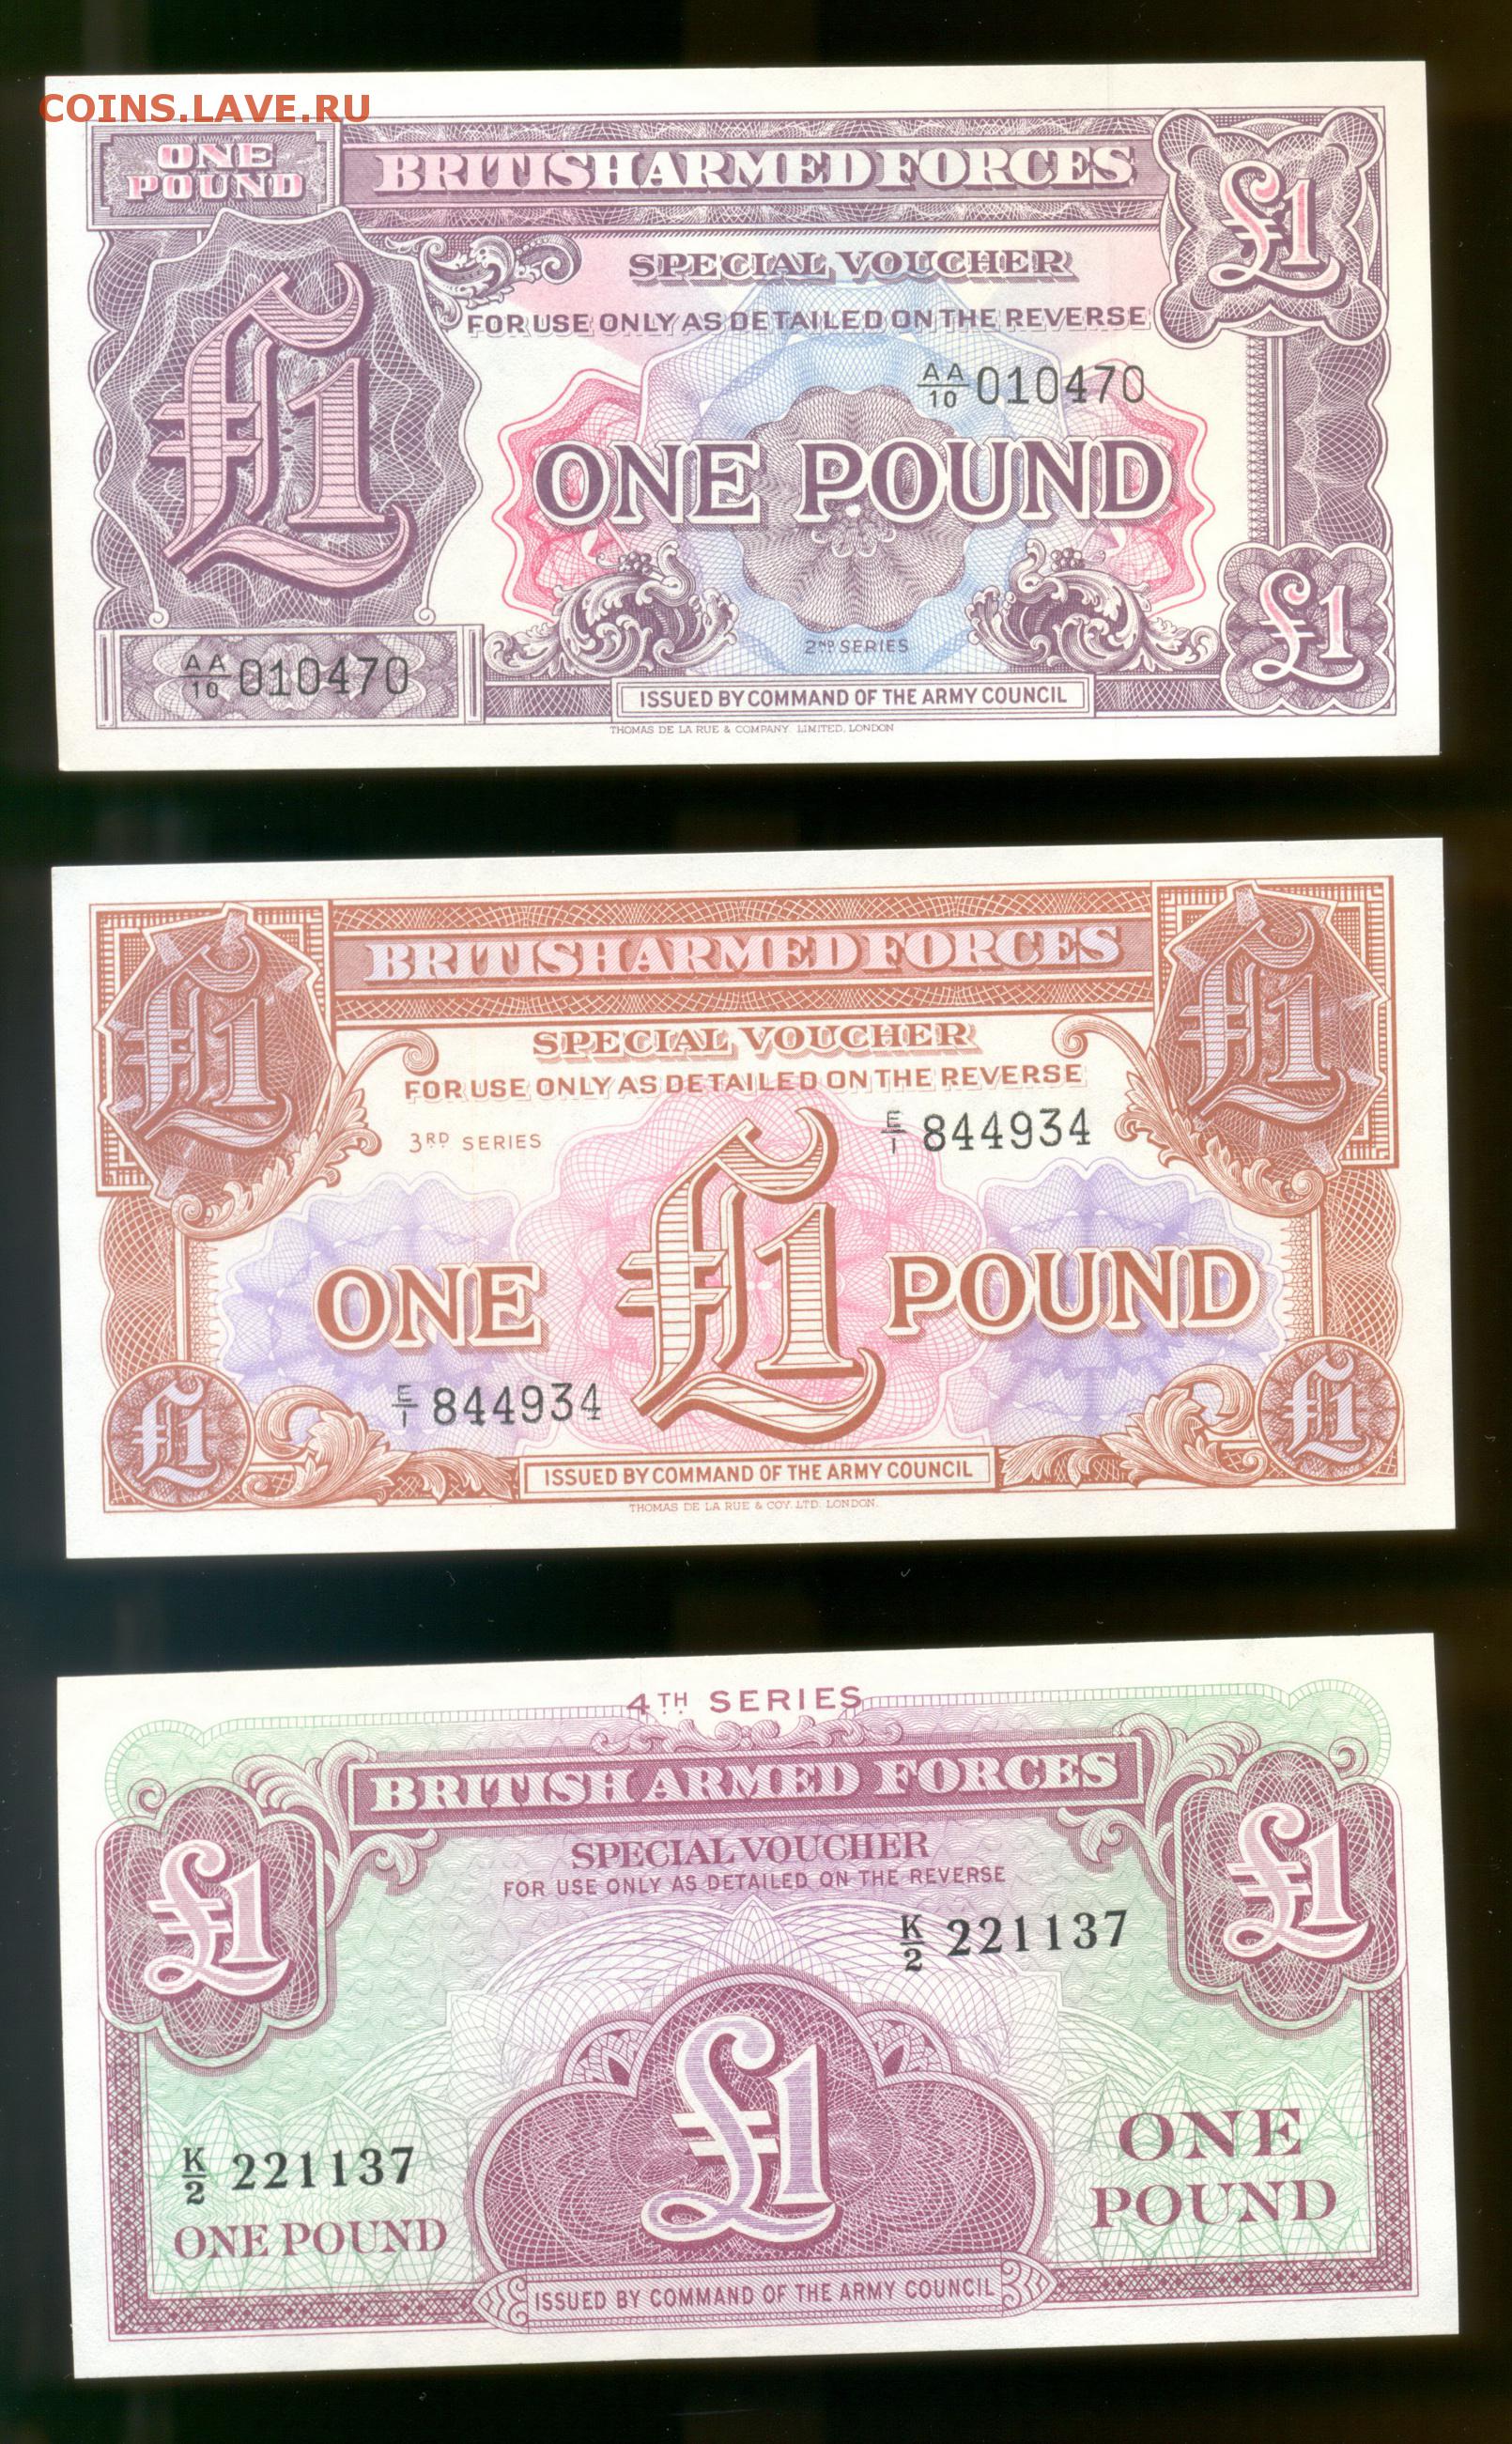 COINS.LAVE.RU
ONE
POUND
BRITISH ARMED FORCES
£1
SPECIAL VOUCHER
FOR USE ONLY AS DETAILED ON THE REVERSE
AA/10 010470
£1
ONE POUND
2ND SERIES
£1
AA/10 010470
ISSUED BY COMMAND OF THE ARMY COUNCIL
THOMAS DE LA RUE & COMPANY, LIMITED, LONDON
£1
BRITISH ARMED FORCES
£1
SPECIAL VOUCHER
FOR USE ONLY AS DETAILED ON THE REVERSE
3RD SERIES
E/1 844934
ONE £1 POUND
E/1 844934
£1
£1
ISSUED BY COMMAND OF THE ARMY COUNCIL
THOMAS DE LA RUE & COY. LTD. LONDON.
4TH SERIES
BRITISH ARMED FORCES
SPECIAL VOUCHER
FOR USE ONLY AS DETAILED ON THE REVERSE
£1
£1
K/2 221137
£1
K/2 221137
ONE POUND
ONE
POUND
ISSUED BY COMMAND OF THE ARMY COUNCIL